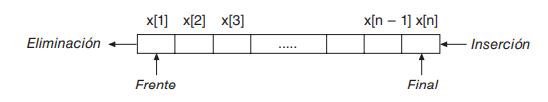 x[1] x[2] x[3] x[n − 1] x[n]
Eliminación ..... Inserción
Frente Final